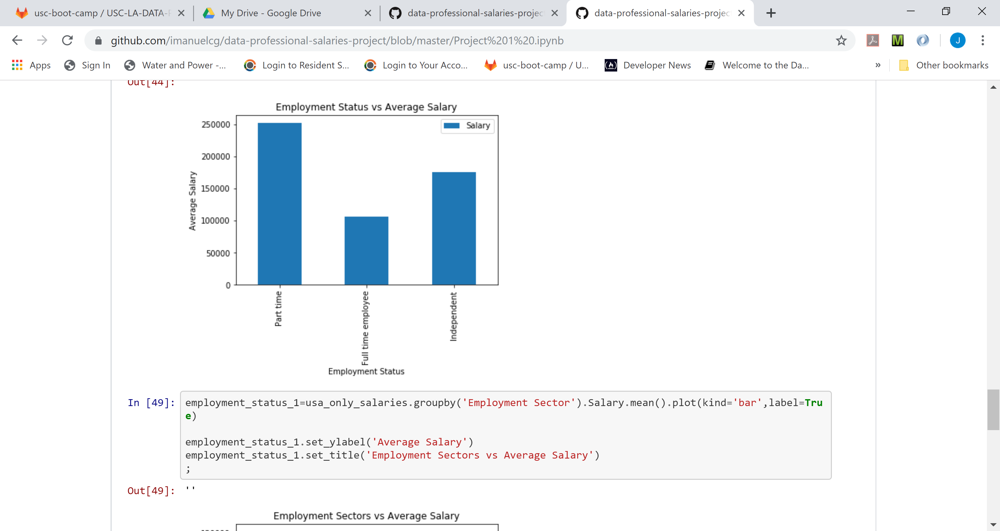 usc-boot-camp / USC-LA-DATA-
My Drive - Google Drive
data-professional-salaries-projec
data-professional-salaries-projec
github.com/imanuelcg/data-professional-salaries-project/blob/master/Project%201%20.ipynb
J
Apps
Sign In
Water and Power -...
Login to Resident S...
Login to Your Acco...
usc-boot-camp / U...
Developer News
Welcome to the Da...
»
Other bookmarks
Out[44]:
Employment Status vs Average Salary
Salary
250000
200000
150000
100000
50000
0
Average Salary
Part time
Full time employee
Independent
Employment Status
In [49]:
employment_status_1=usa_only_salaries.groupby('Employment Sector').Salary.mean().plot(kind='bar',label=Tru
e)
employment_status_1.set_ylabel('Average Salary')
employment_status_1.set_title('Employment Sectors vs Average Salary')
;
Out[49]: ''
Employment Sectors vs Average Salary